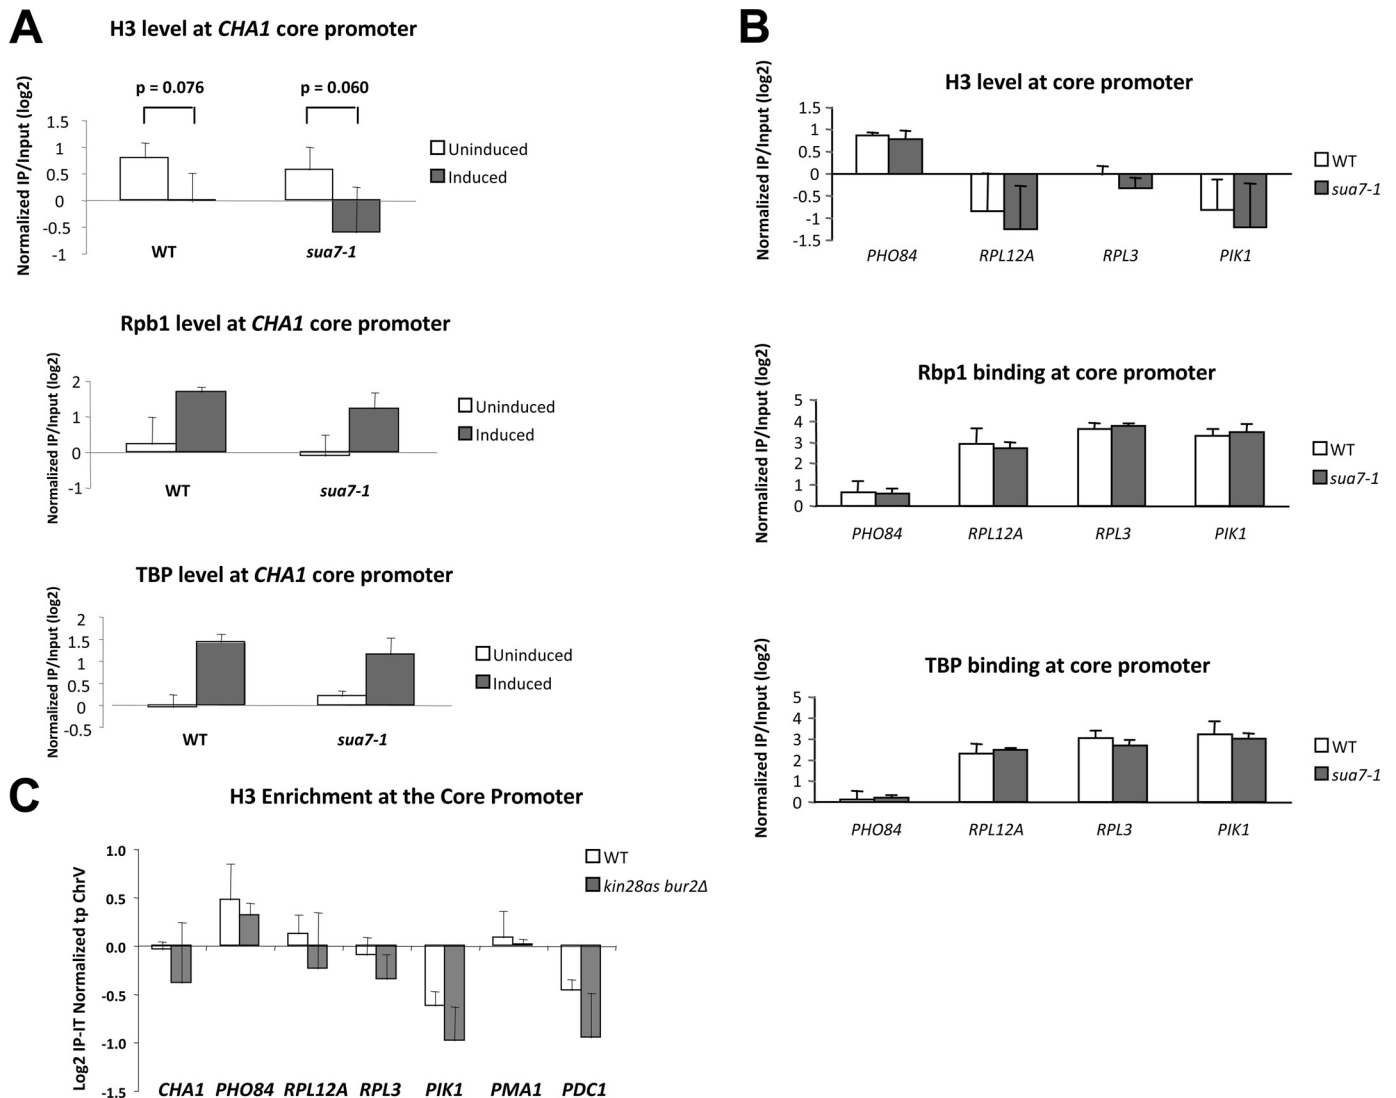 A
H3 level at CHA1 core promoter
Normalized IP/Input (log2)
p = 0.076
p = 0.060
1.5
1
0.5
0
-0.5
-1
WT
sua7-1
Uninduced
Induced
Rpb1 level at CHA1 core promoter
Normalized IP/Input (log2)
2
1
0
-1
WT
sua7-1
Uninduced
Induced
TBP level at CHA1 core promoter
Normalized IP/Input (log2)
2
1.5
1
0.5
0
-0.5
WT
sua7-1
Uninduced
Induced
B
H3 level at core promoter
Normalized IP/Input (log2)
1.5
1
0.5
0
-0.5
-1
-1.5
PHO84 RPL12A RPL3 PIK1
WT
sua7-1
Rbp1 binding at core promoter
Normalized IP/Input (log2)
5
4
3
2
1
0
PHO84 RPL12A RPL3 PIK1
WT
sua7-1
TBP binding at core promoter
Normalized IP/Input (log2)
5
4
3
2
1
0
PHO84 RPL12A RPL3 PIK1
WT
sua7-1
C
H3 Enrichment at the Core Promoter
Log2 IP-IT Normalized tp ChrV
1.0
0.5
0.0
-0.5
-1.0
-1.5
CHA1 PHO84 RPL12A RPL3 PIK1 PMA1 PDC1
WT
kin28as bur2Δ